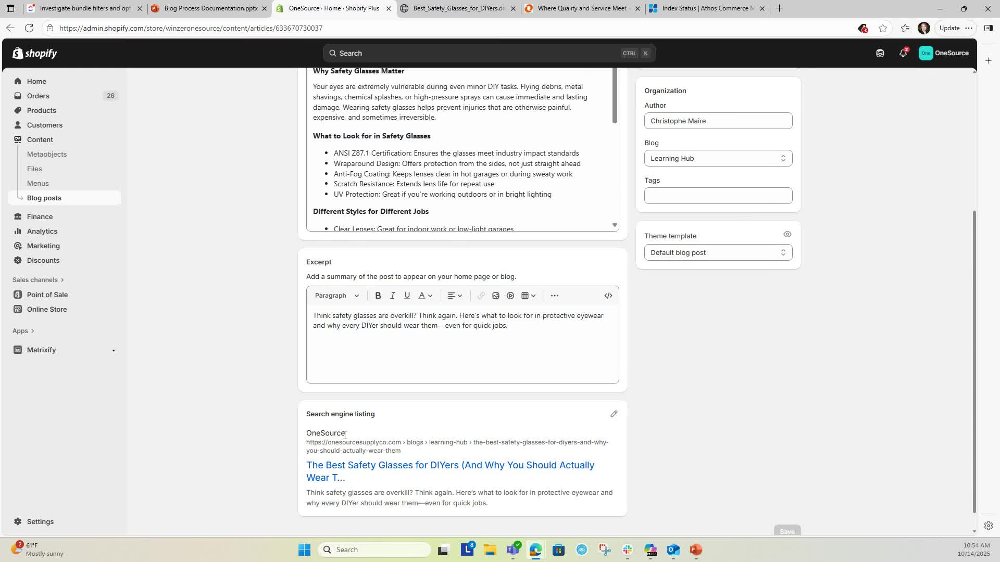 Investigate bundle filters and opt
Blog Process Documentation.pptx
OneSource · Home · Shopify Plus
Best_Safety_Glasses_for_DIYers.do
Where Quality and Service Meet
Index Status | Athos Commerce M
https://admin.shopify.com/store/winzeronesource/content/articles/633670730037
3
Update
shopify
Search
CTRL K
2
One
OneSource
Home
Orders
26
Products
Customers
Content
Metaobjects
Files
Menus
Blog posts
Finance
Analytics
Marketing
Discounts
Sales channels
Point of Sale
Online Store
Apps
Matrixify
Settings
Why Safety Glasses Matter
Your eyes are extremely vulnerable during even minor DIY tasks. Flying debris, metal
shavings, chemical splashes, or high-pressure sprays can cause immediate and lasting
damage. Wearing safety glasses helps prevent injuries that are otherwise painful,
expensive, and sometimes irreversible.
What to Look for in Safety Glasses
• ANSI Z87.1 Certification: Ensures the glasses meet industry impact standards
• Wraparound Design: Offers protection from the sides, not just straight ahead
• Anti-Fog Coating: Keeps lenses clear in hot garages or during sweaty work
• Scratch Resistance: Extends lens life for repeat use
• UV Protection: Great if you’re working outdoors or in bright lighting
Different Styles for Different Jobs
• Clear Lenses: Great for indoor work or low-light garages
Excerpt
Add a summary of the post to appear on your home page or blog.
Paragraph
B I U A
Think safety glasses are overkill? Think again. Here’s what to look for in protective eyewear
and why every DIYer should wear them—even for quick jobs.
Search engine listing
OneSource
https://onesourcesupplyco.com › blogs › learning-hub › the-best-safety-glasses-for-diyers-and-why-
you-should-actually-wear-them
The Best Safety Glasses for DIYers (And Why You Should Actually
Wear T...
Think safety glasses are overkill? Think again. Here’s what to look for in protective eyewear and
why every DIYer should wear them—even for quick jobs.
Organization
Author
Christophe Maire
Blog
Learning Hub
Tags
Theme template
Default blog post
Save
2
61°F
Mostly sunny
Search
8
M365
10:54 AM
10/14/2025